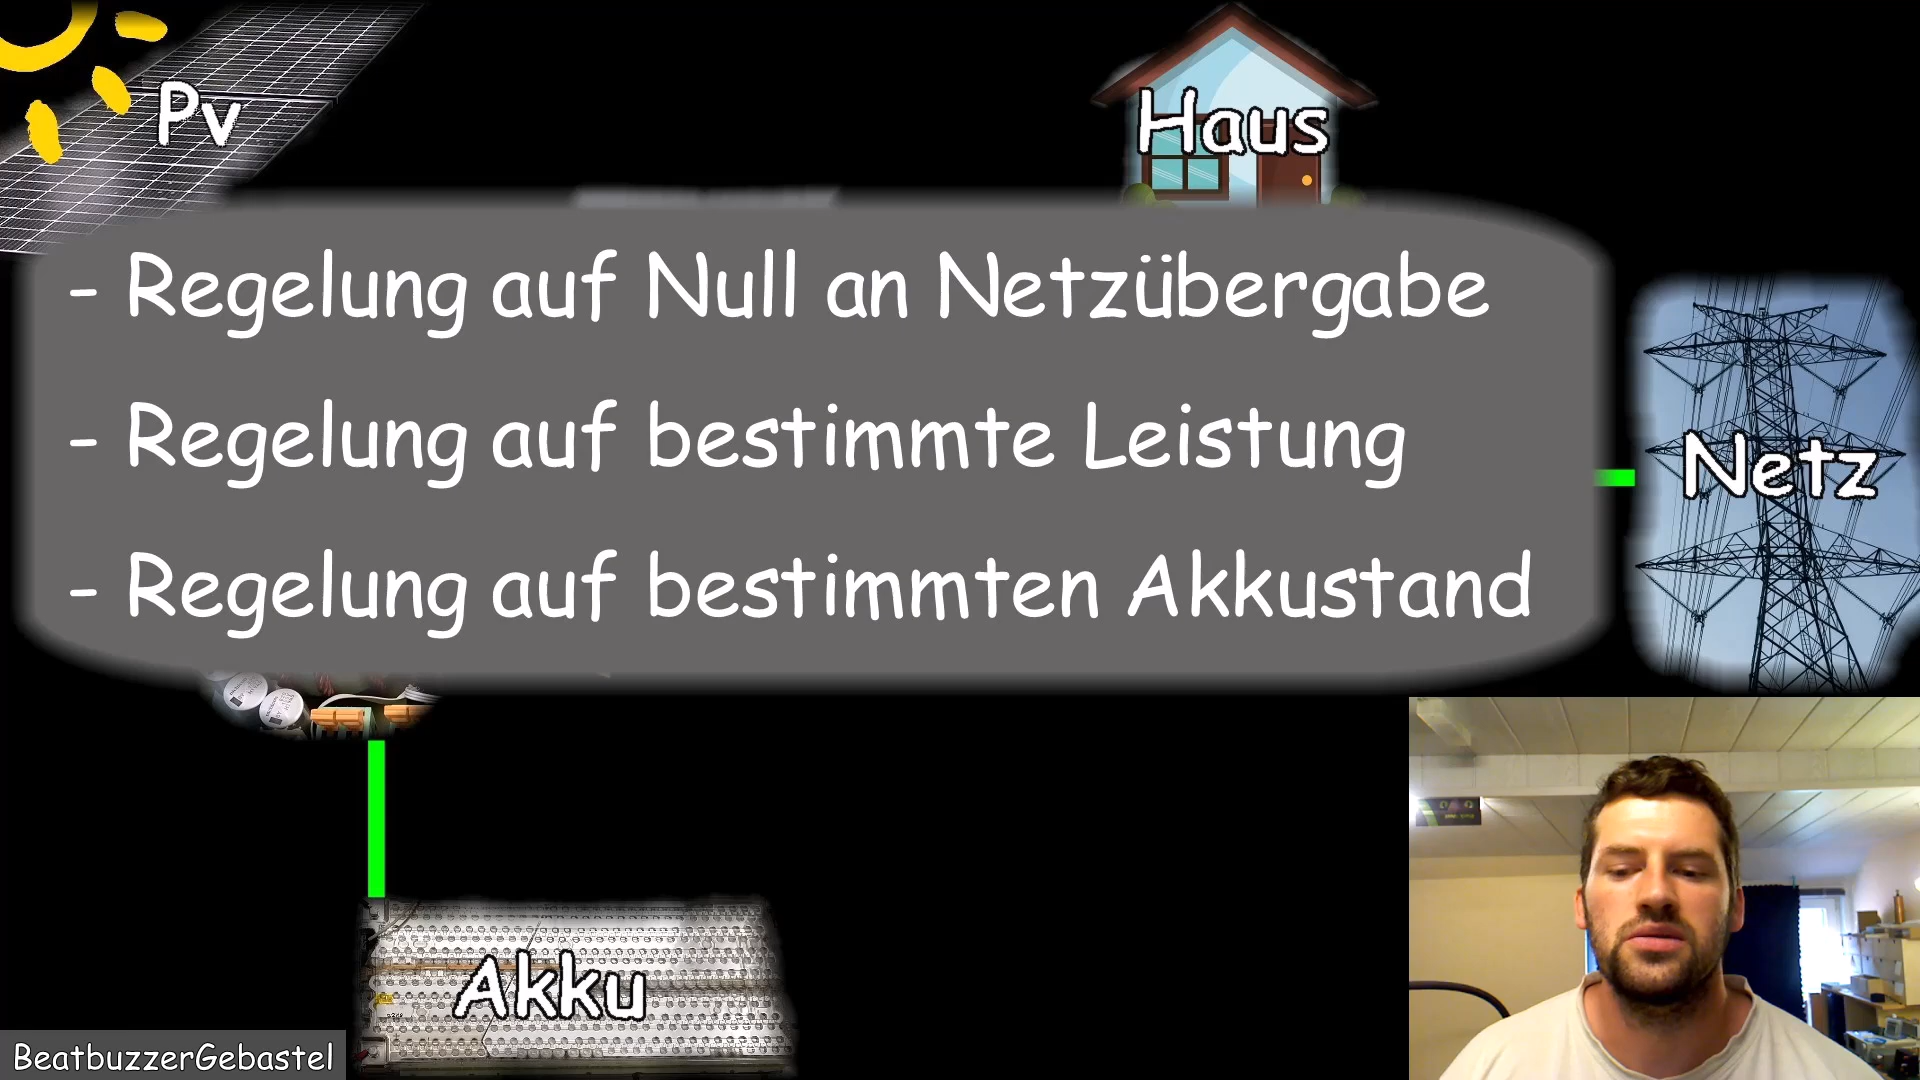 Pv
Haus
- Regelung auf Null an Netzübergabe
- Regelung auf bestimmte Leistung
- Regelung auf bestimmten Akkustand
Netz
Akku
BeatbuzzerGebastel